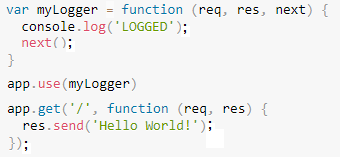 var myLogger = function (req, res, next) {
  console.log('LOGGED');
  next();
}
app.use(myLogger)
app.get('/', function (req, res) {
  res.send('Hello World!');
});